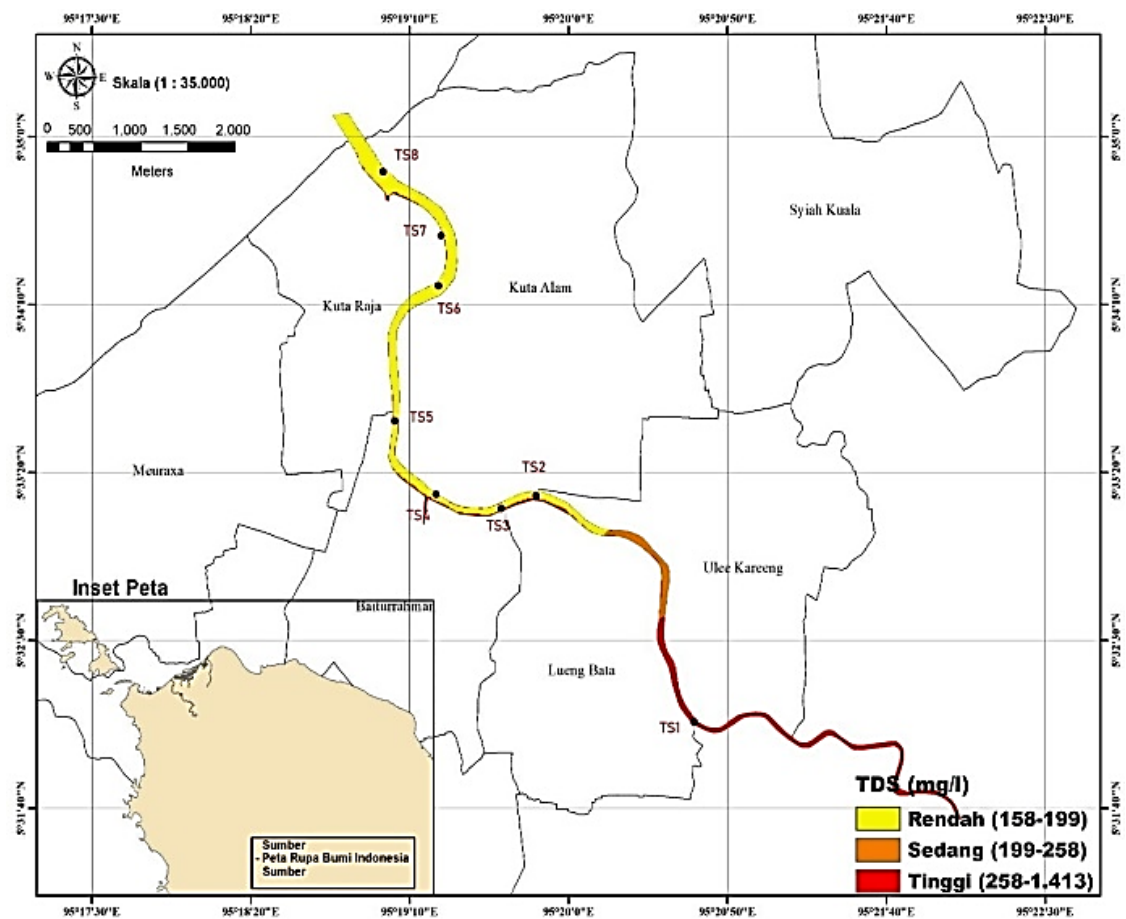 95°17'30"E 95°18'20"E 95°19'10"E 95°20'0"E 95°20'50"E 95°21'40"E 95°22'30"E
N
W E
S
Skala (1 : 35.000)
0 500 1.000 1.500 2.000
Meters
5°35'0"N 5°35'0"N
TS8
Syiah Kuala
TS7
Kuta Alam
Kuta Raja
5°34'10"N 5°34'10"N
TS6
TS5
Meuraxa
5°33'20"N 5°33'20"N
TS2
TS4
TS3
Ulee Kareeng
Inset Peta
Baiturrahman
5°32'30"N 5°32'30"N
Lueng Bata
TS1
TDS (mg/l)
5°31'40"N 5°31'40"N
Rendah (158-199)
Sedang (199-258)
Tinggi (258-1.413)
Sumber
- Peta Rupa Bumi Indonesia
Sumber
95°17'30"E 95°18'20"E 95°19'10"E 95°20'0"E 95°20'50"E 95°21'40"E 95°22'30"E